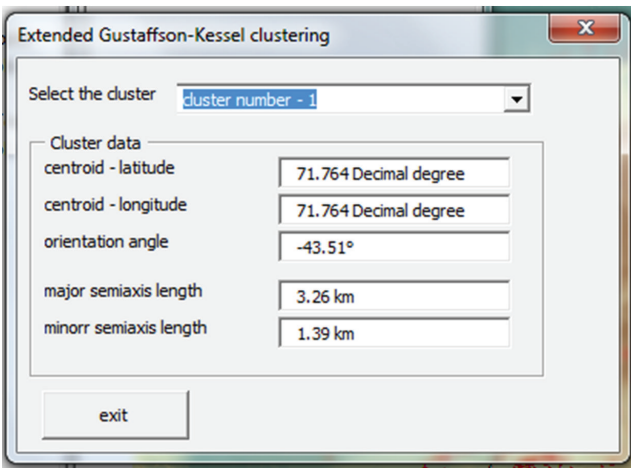 Extended Gustaffson-Kessel clustering
Select the cluster cluster number - 1
Cluster data
centroid - latitude 71.764 Decimal degree
centroid - longitude 71.764 Decimal degree
orientation angle -43.51°
major semiaxis length 3.26 km
minorr semiaxis length 1.39 km
exit